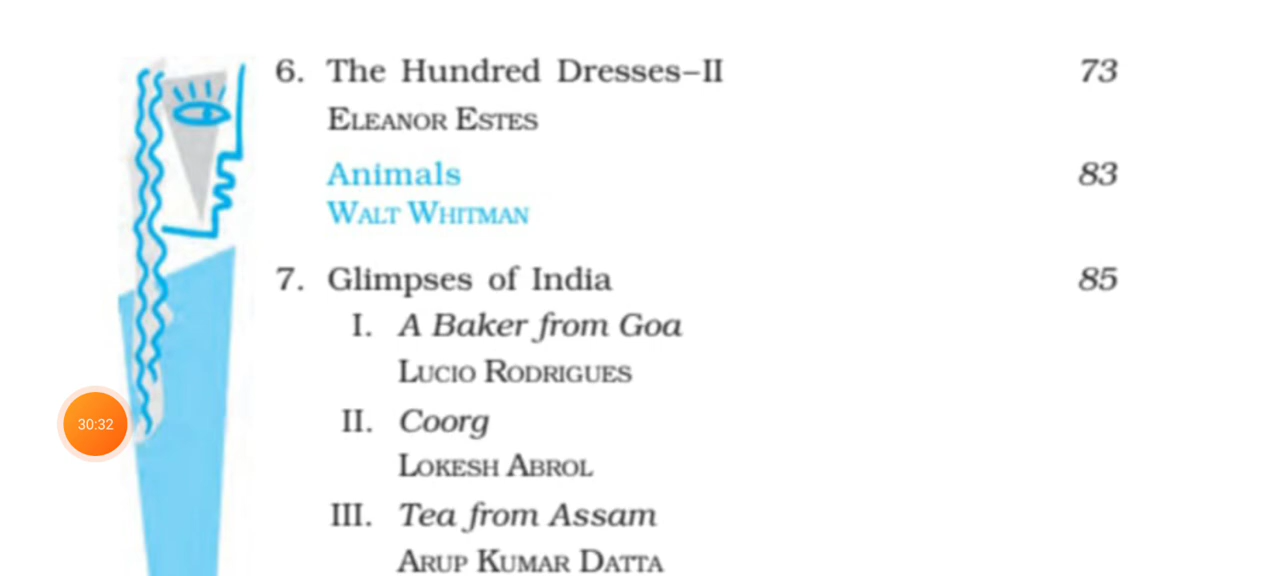 6. The Hundred Dresses–II 73
ELEANOR ESTES
Animals 83
WALT WHITMAN
7. Glimpses of India 85
I. A Baker from Goa
LUCIO RODRIGUES
II. Coorg
LOKESH ABROL
30:32
III. Tea from Assam
ARUP KUMAR DATTA